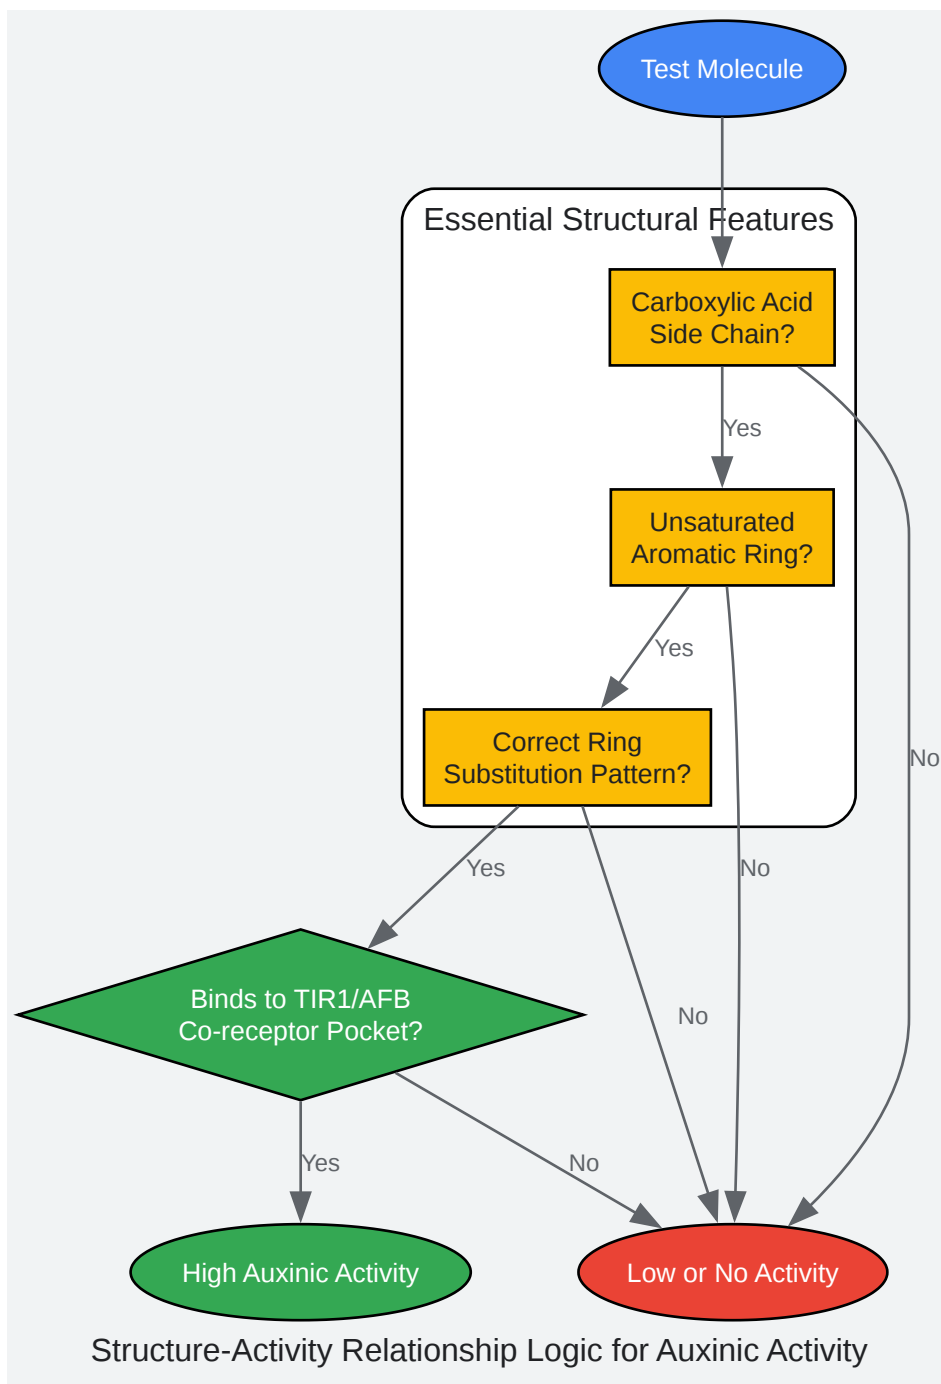 Test Molecule
Essential Structural Features
Carboxylic Acid
Side Chain?
Yes
Unsaturated
Aromatic Ring?
Yes
Correct Ring
Substitution Pattern?
No
Yes
No
Binds to TIR1/AFB
Co-receptor Pocket?
No
Yes
No
High Auxinic Activity
Low or No Activity
Structure-Activity Relationship Logic for Auxinic Activity